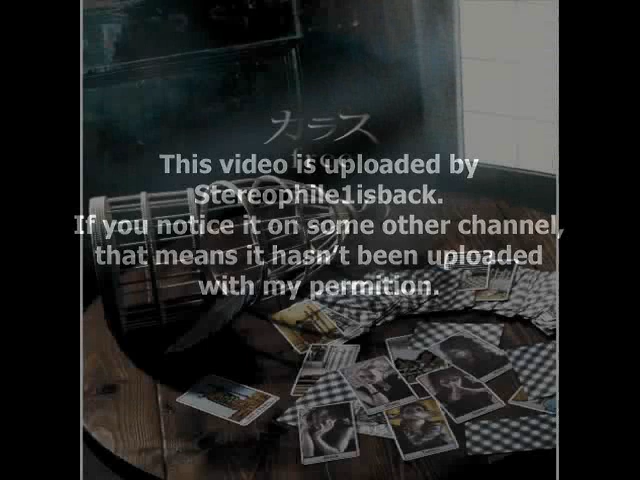 カラス
free
This video is uploaded by
Stereophile1isback.
If you notice it on some other channel,
that means it hasn't been uploaded
with my permition.